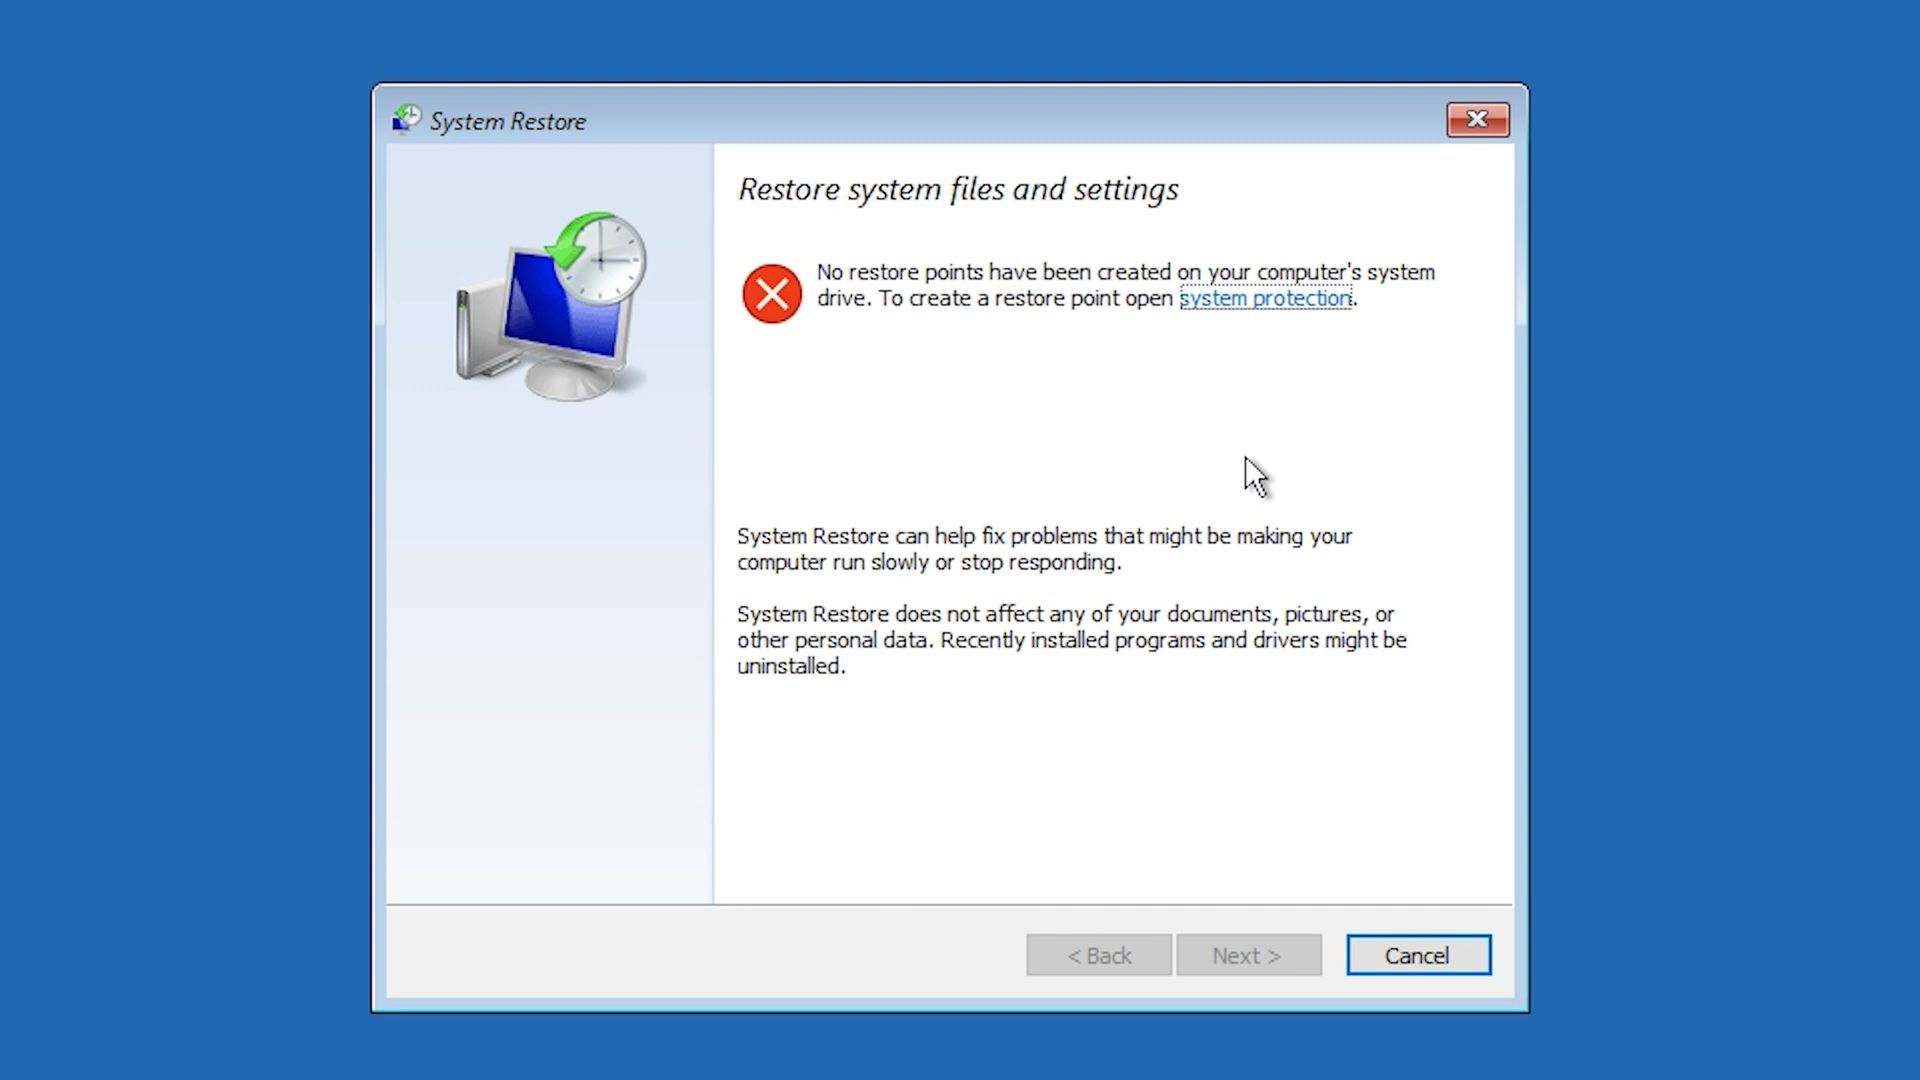 System Restore
Restore system files and settings
No restore points have been created on your computer's system
drive. To create a restore point open system protection.
System Restore can help fix problems that might be making your
computer run slowly or stop responding.
System Restore does not affect any of your documents, pictures, or
other personal data. Recently installed programs and drivers might be
uninstalled.
< Back
Next >
Cancel